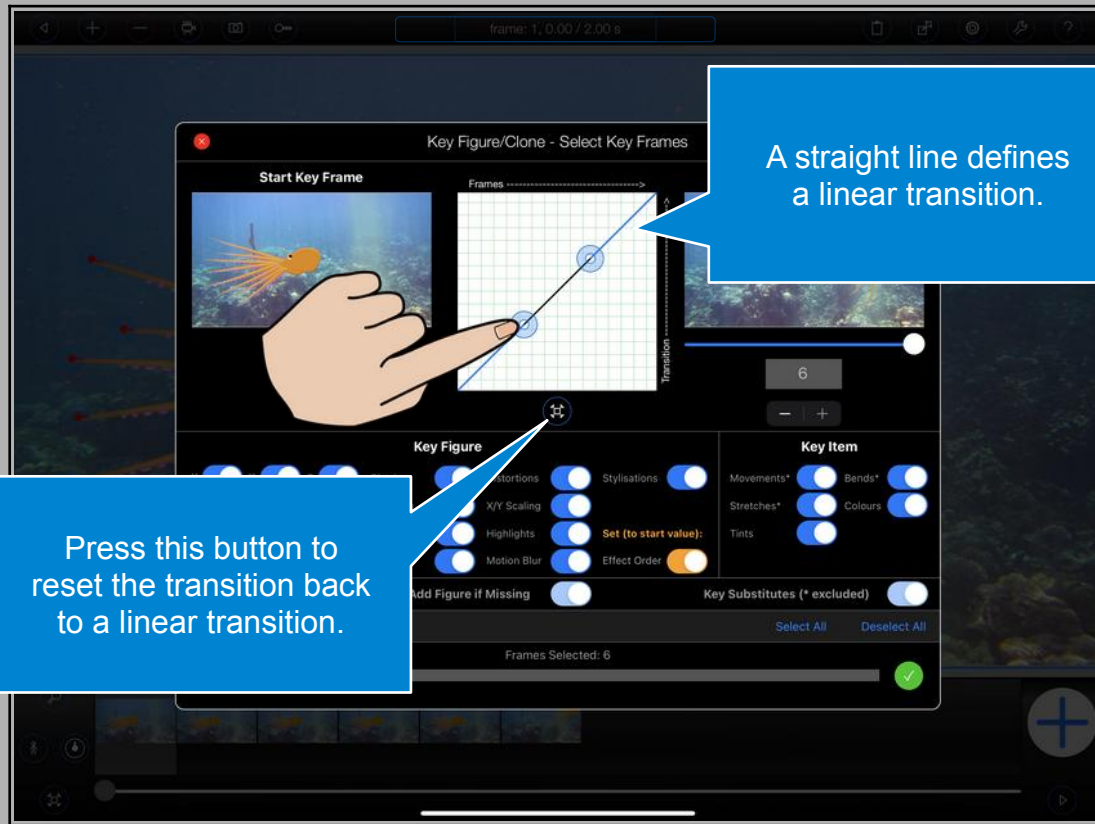 frame: 1, 0.00 / 2.00 s
Key Figure/Clone - Select Key Frames
A straight line defines
a linear transition.
Start Key Frame
Frames
Transition
6
Key Figure
Key Item
Stylisations
Movements*
Bends*
X/Y Scaling
Stretches*
Colours
Highlights
Set (to start value):
Tints
Motion Blur
Effect Order
Press this button to
reset the transition back
to a linear transition.
Add Figure if Missing
Key Substitutes (* excluded)
Select All
Deselect All
Frames Selected: 6